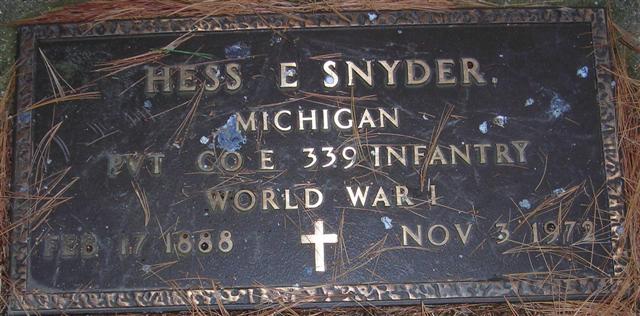 HESS E SNYDER
MICHIGAN
PVT CO E 339 INFANTRY
WORLD WAR I
FEB 17 1888 NOV 3 1972